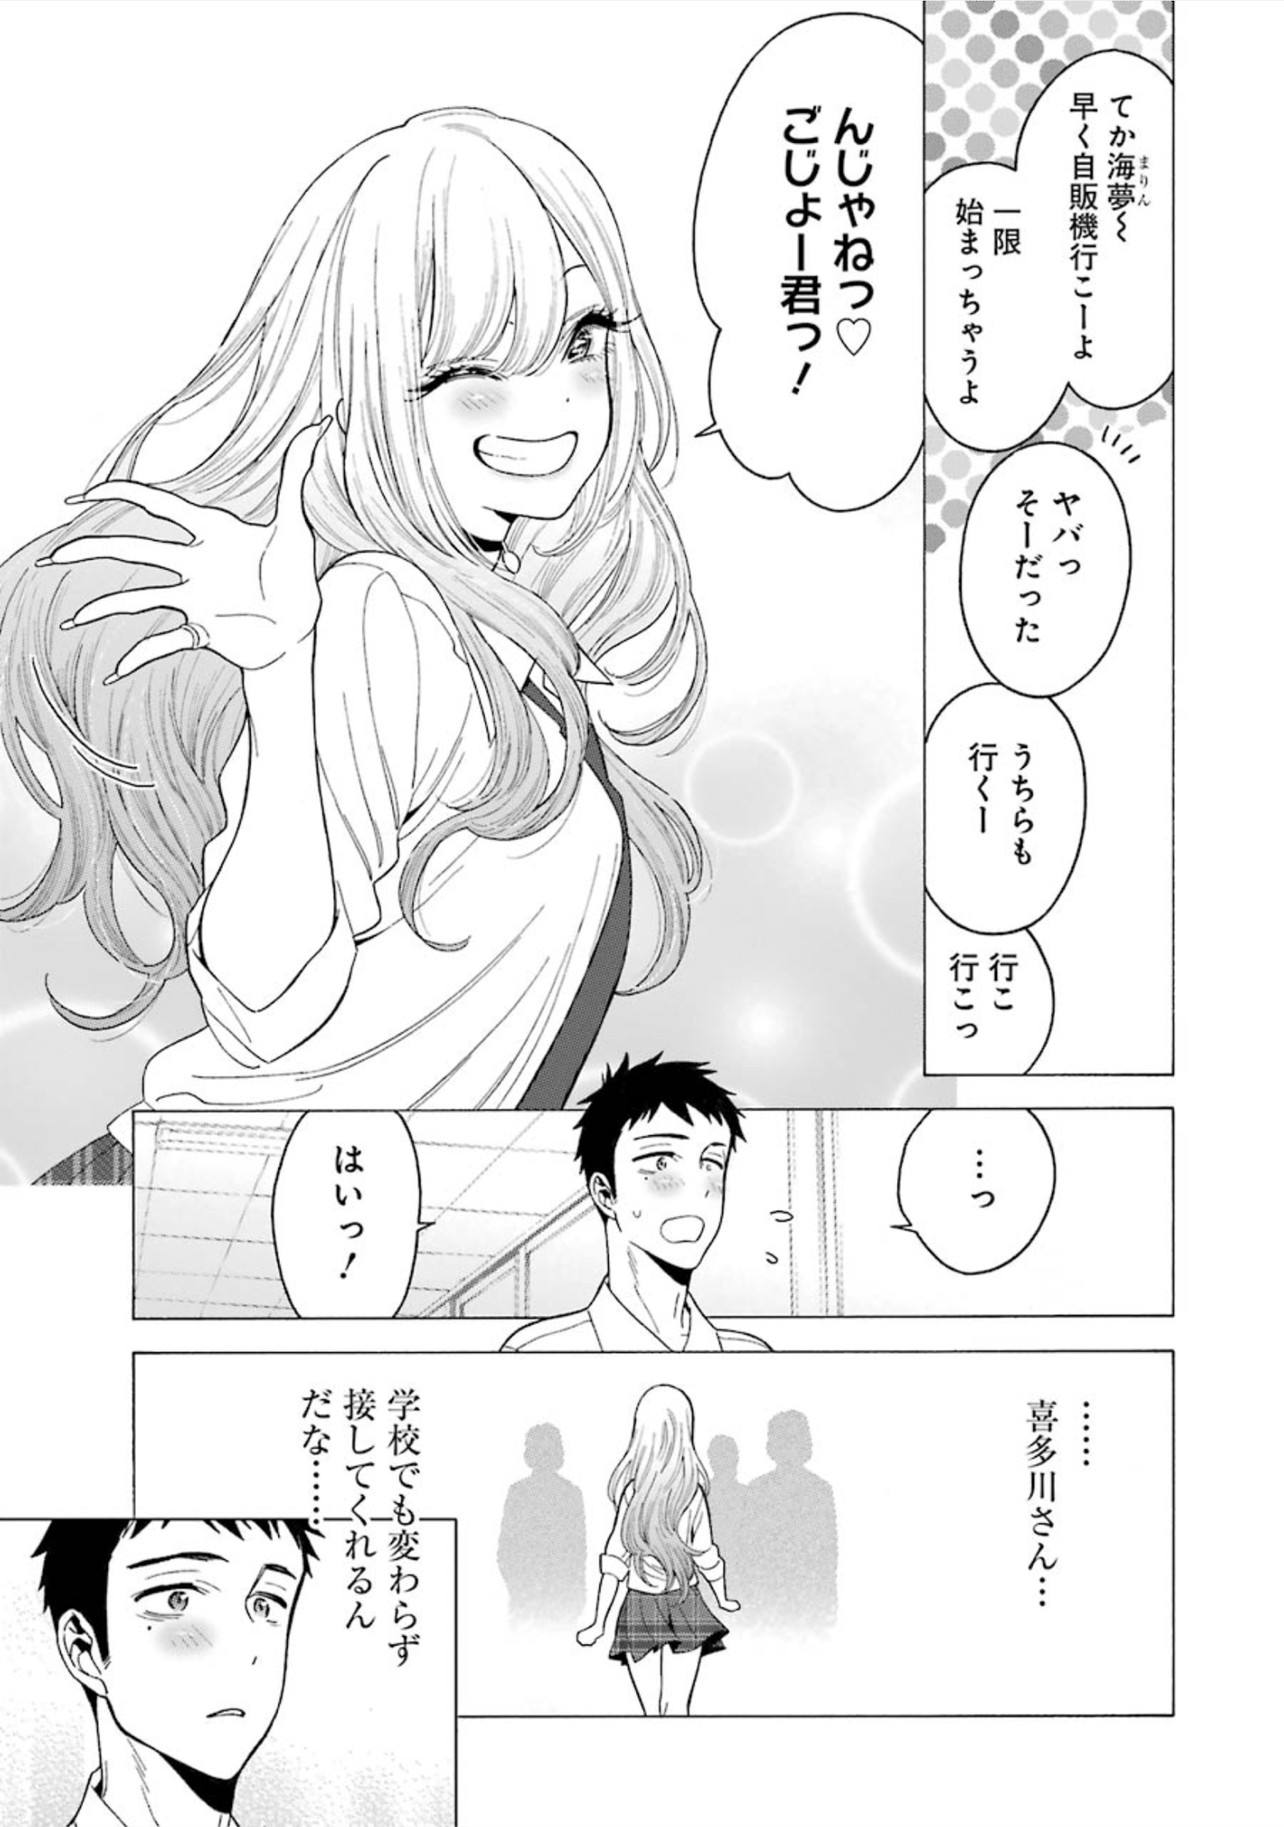 てか海夢〜
まりん
早く自販機行こーよ
一限
始まっちゃうよ
ヤバっ
そーだった
うちらも
行くー
行こ
行こっ
んじゃねっ♡
ごじょー君っ！
…っ
はいっ！
……
喜多川さん…
学校でも変わらず
接してくれるん
だな……